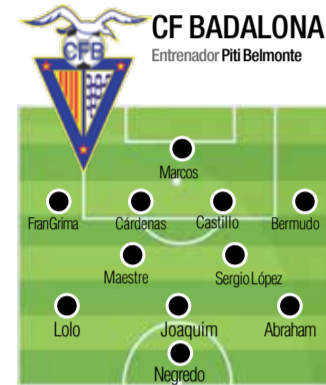 CF BADALONA
Entrenador Piti Belmonte
CFB
Marcos
FranGrima Cárdenas Castillo Bermudo
Maestre Sergio López
Lolo Joaquim Abraham
Negredo